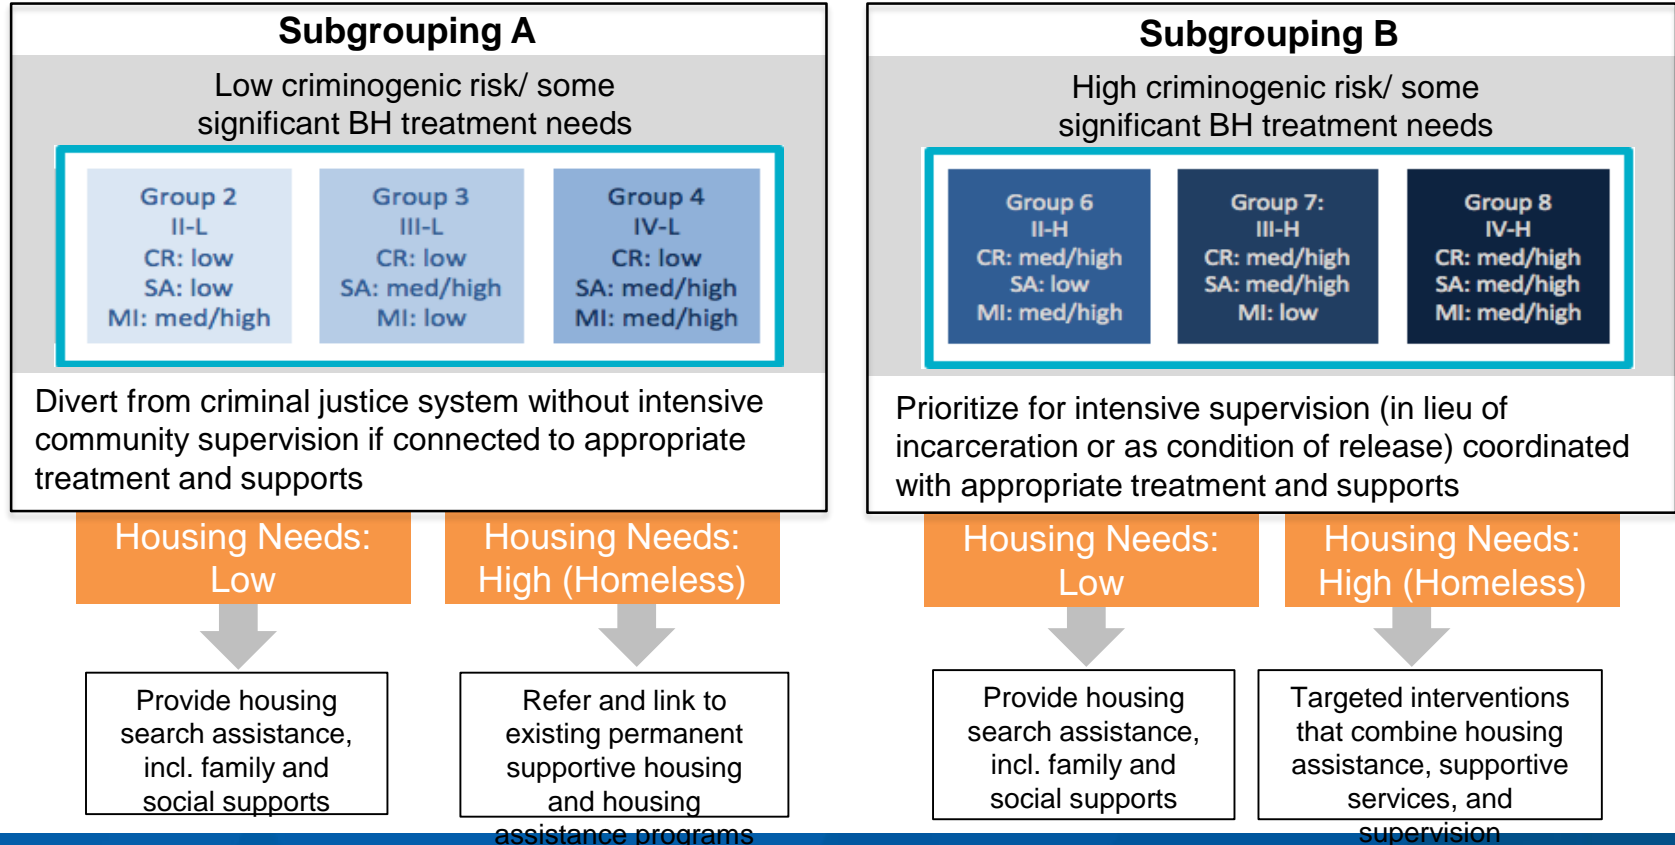 Subgrouping A
Low criminogenic risk/ some
significant BH treatment needs
Group 2
II-L
CR: low
SA: low
MI: med/high
Group 3
III-L
CR: low
SA: med/high
MI: low
Group 4
IV-L
CR: low
SA: med/high
MI: med/high
Divert from criminal justice system without intensive
community supervision if connected to appropriate
treatment and supports
Housing Needs:
Low
Provide housing
search assistance,
incl. family and
social supports
Housing Needs:
High (Homeless)
Refer and link to
existing permanent
supportive housing
and housing
assistance programs
Subgrouping B
High criminogenic risk/ some
significant BH treatment needs
Group 6
II-H
CR: med/high
SA: low
MI: med/high
Group 7:
III-H
CR: med/high
SA: med/high
MI: low
Group 8
IV-H
CR: med/high
SA: med/high
MI: med/high
Prioritize for intensive supervision (in lieu of
incarceration or as condition of release) coordinated
with appropriate treatment and supports
Housing Needs:
Low
Provide housing
search assistance,
incl. family and
social supports
Housing Needs:
High (Homeless)
Targeted interventions
that combine housing
assistance, supportive
services, and
supervision